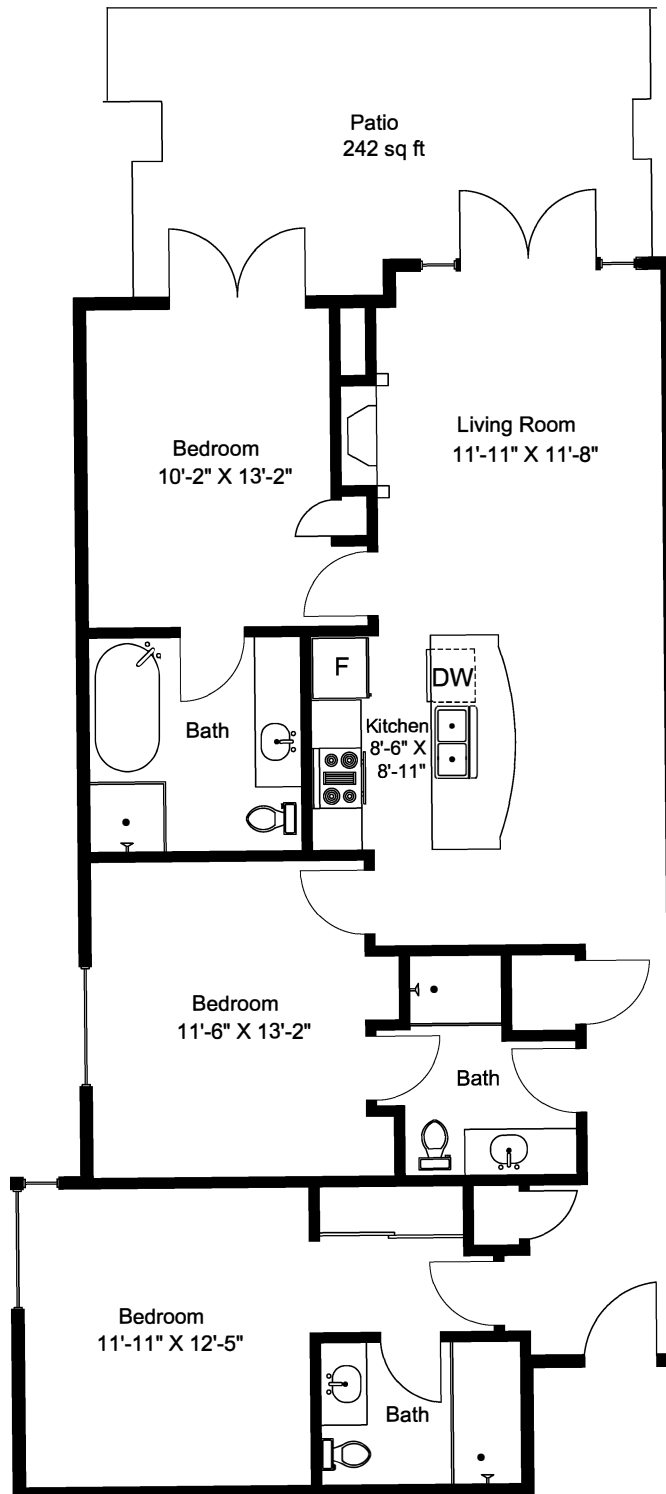 Patio
242 sq ft
Living Room
11'-11" X 11'-8"
Bedroom
10'-2" X 13'-2"
F
DW
Kitchen
8'-6" X
8'-11"
Bath
Bedroom
11'-6" X 13'-2"
Bath
Bedroom
11'-11" X 12'-5"
Bath